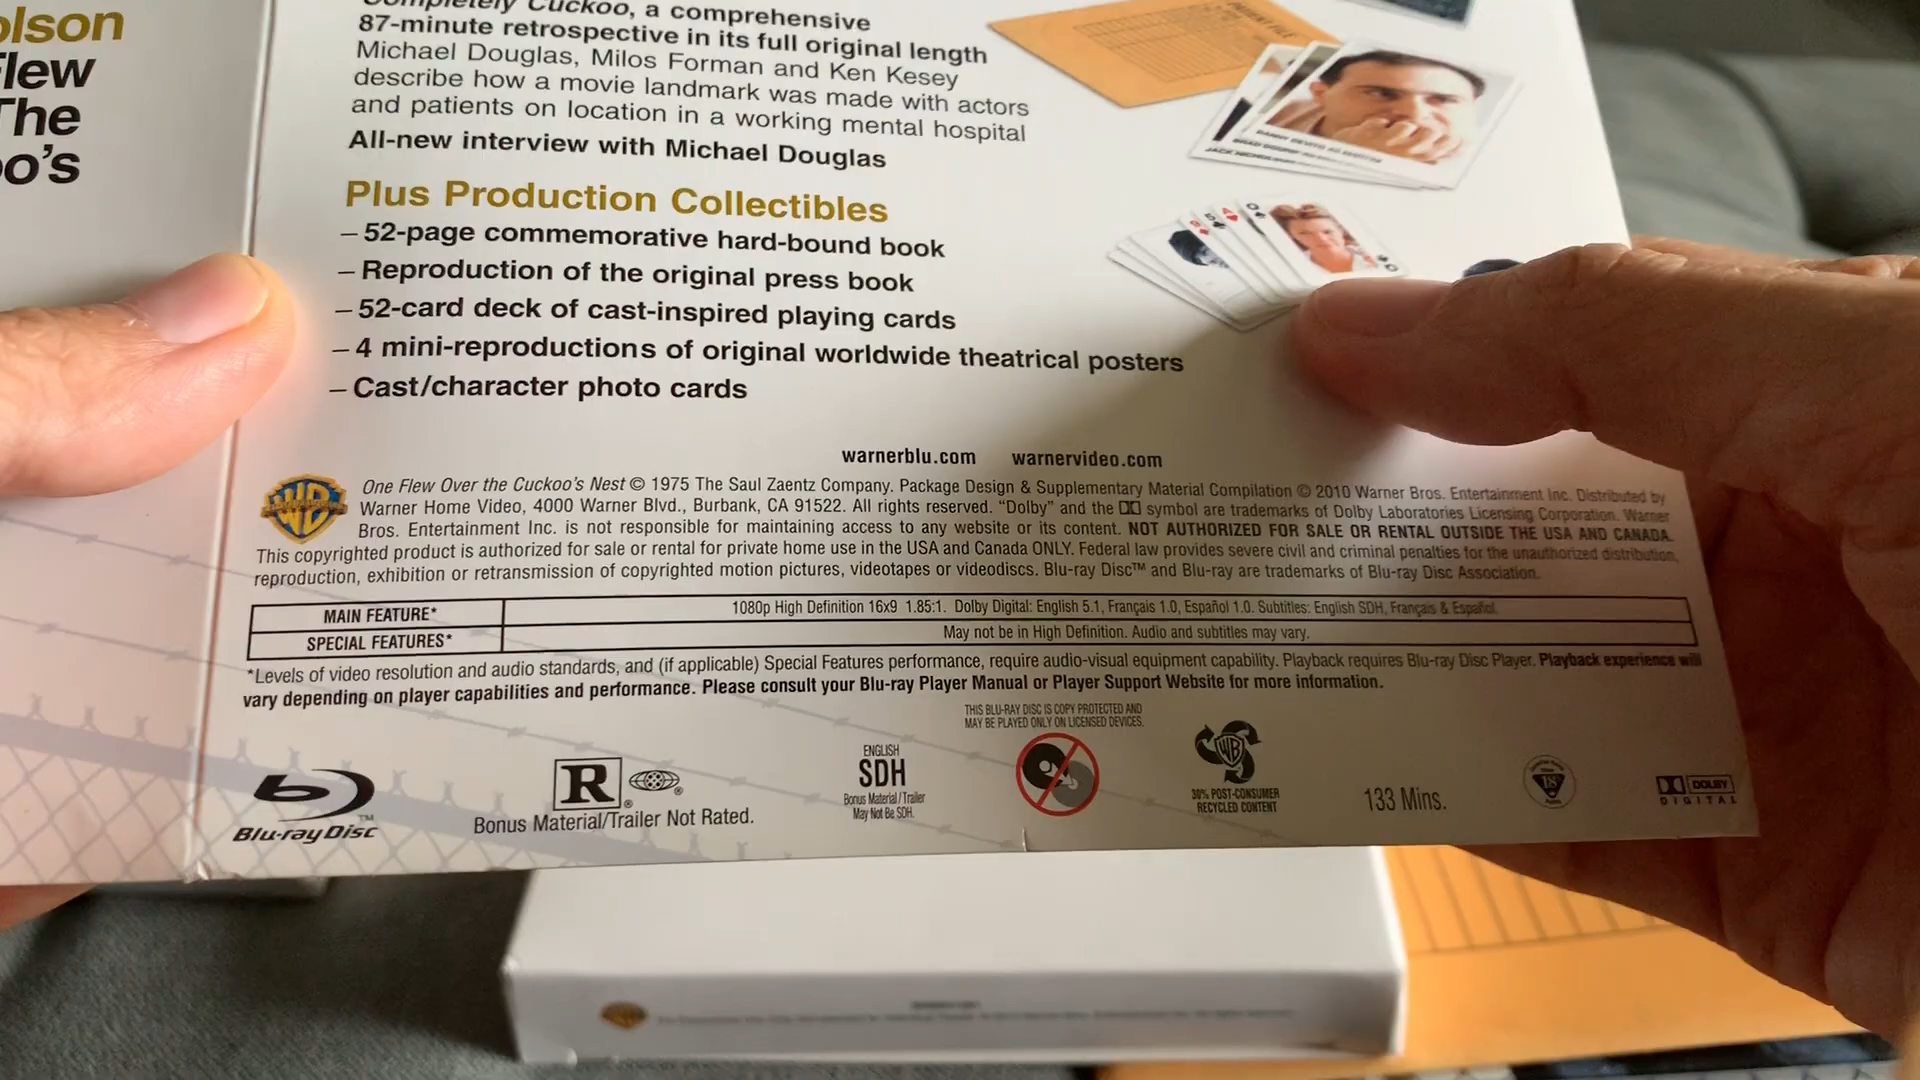 olson
Flew
The
oo's
Completely Cuckoo, a comprehensive
87-minute retrospective in its full original length
Michael Douglas, Milos Forman and Ken Kesey
describe how a movie landmark was made with actors
and patients on location in a working mental hospital
All-new interview with Michael Douglas
Plus Production Collectibles
– 52-page commemorative hard-bound book
– Reproduction of the original press book
– 52-card deck of cast-inspired playing cards
– 4 mini-reproductions of original worldwide theatrical posters
– Cast/character photo cards
PATIENT FILE
warnerblu.com warnervideo.com
WB
One Flew Over the Cuckoo's Nest © 1975 The Saul Zaentz Company. Package Design & Supplementary Material Compilation © 2010 Warner Bros. Entertainment Inc. Distributed by
Warner Home Video, 4000 Warner Blvd., Burbank, CA 91522. All rights reserved. “Dolby” and the DD symbol are trademarks of Dolby Laboratories Licensing Corporation. Warner
Bros. Entertainment Inc. is not responsible for maintaining access to any website or its content. NOT AUTHORIZED FOR SALE OR RENTAL OUTSIDE THE USA AND CANADA.
This copyrighted product is authorized for sale or rental for private home use in the USA and Canada ONLY. Federal law provides severe civil and criminal penalties for the unauthorized distribution,
reproduction, exhibition or retransmission of copyrighted motion pictures, videotapes or videodiscs. Blu-ray Disc™ and Blu-ray are trademarks of Blu-ray Disc Association.
MAIN FEATURE* 1080p High Definition 16x9 1.85:1. Dolby Digital: English 5.1, Français 1.0, Español 1.0. Subtitles: English SDH, Français & Español.
SPECIAL FEATURES* May not be in High Definition. Audio and subtitles may vary.
*Levels of video resolution and audio standards, and (if applicable) Special Features performance, require audio-visual equipment capability. Playback requires Blu-ray Disc Player. Playback experience will
vary depending on player capabilities and performance. Please consult your Blu-ray Player Manual or Player Support Website for more information.
THIS BLU-RAY DISC IS COPY PROTECTED AND
MAY BE PLAYED ONLY ON LICENSED DEVICES.
Blu-ray Disc™
R®
Bonus Material/Trailer Not Rated.
ENGLISH
SDH
Bonus Material/Trailer
May Not Be SDH.
WB
30% POST-CONSUMER
RECYCLED CONTENT
133 Mins.
18
DOLBY
DIGITAL